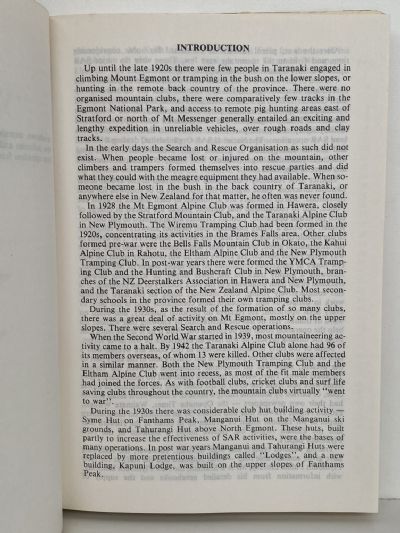 INTRODUCTION
Up until the late 1920s there were few people in Taranaki engaged in
climbing Mount Egmont or tramping in the bush on the lower slopes, or
hunting in the remote back country of the province. There were no
organised mountain clubs, there were comparatively few tracks in the
Egmont National Park, and access to remote pig hunting areas east of
Stratford or north of Mt Messenger generally entailed an exciting and
lengthy expedition in unreliable vehicles, over rough roads and clay
tracks.
In the early days the Search and Rescue Organisation as such did not
exist. When people became lost or injured on the mountain, other
climbers and trampers formed themselves into rescue parties and did
what they could with the meagre equipment they had available. When so-
meone became lost in the bush in the back country of Taranaki, or
anywhere else in New Zealand for that matter, he often was never found.
In 1928 the Mt Egmont Alpine Club was formed in Hawera, closely
followed by the Stratford Mountain Club, and the Taranaki Alpine Club
in New Plymouth. The Wiremu Tramping Club had been formed in the
1920s, concentrating its activities in the Brames Falls area. Other clubs
formed pre-war were the Bells Falls Mountain Club in Okato, the Kahui
Alpine Club in Rahotu, the Eltham Alpine Club and the New Plymouth
Tramping Club. In post-war years there were formed the YMCA Tramp-
ing Club and the Hunting and Bushcraft Club in New Plymouth, bran-
ches of the NZ Deerstalkers Association in Hawera and New Plymouth,
and the Taranaki section of the New Zealand Alpine Club. Most secon-
dary schools in the province formed their own tramping clubs.
During the 1930s, as the result of the formation of so many clubs,
there was a great deal of activity on Mt Egmont, mostly on the upper
slopes. There were several Search and Rescue operations.
When the Second World War started in 1939, most mountaineering ac-
tivity came to a halt. By 1942 the Taranaki Alpine Club alone had 96 of
its members overseas, of whom 13 were killed. Other clubs were affected
in a similar manner. Both the New Plymouth Tramping Club and the
Eltham Alpine Club went into recess, as most of the fit male members
had joined the forces. As with football clubs, cricket clubs and surf life
saving clubs throughout the country, the mountain clubs virtually "went
to war".
During the 1930s there was considerable club hut building activity —
Syme Hut on Fanthams Peak, Manganui Hut on the Manganui ski
grounds, and Tahurangi Hut above North Egmont. These huts, built
partly to increase the effectiveness of SAR activities, were the bases of
many operations. In post war years Manganui and Tahurangi Huts were
replaced by more pretentious buildings called "Lodges", and a new
building, Kapuni Lodge, was built on the upper slopes of Fanthams
Peak.